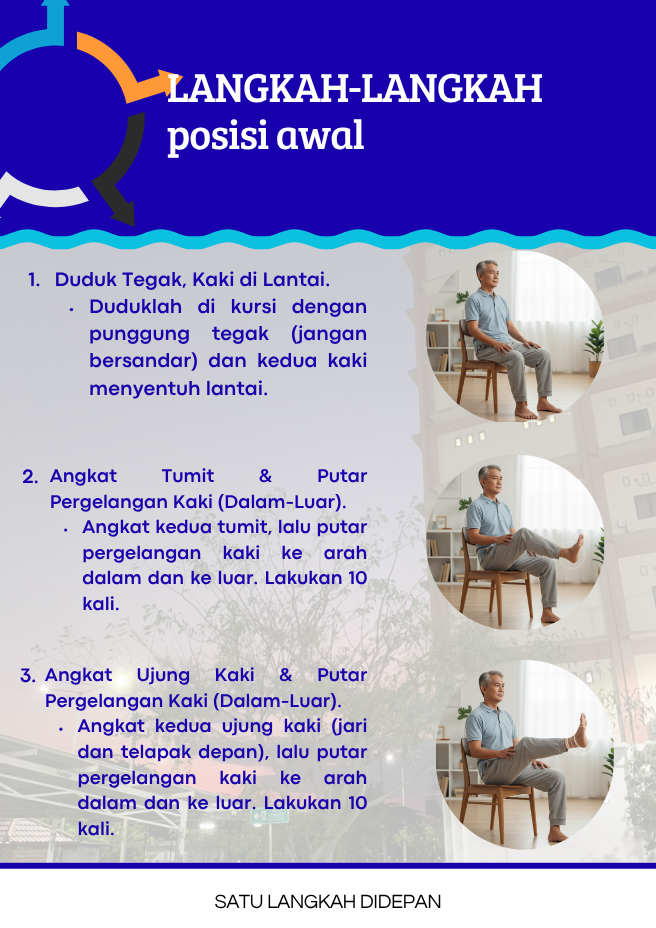 LANGKAH-LANGKAH
posisi awal
1. Duduk Tegak, Kaki di Lantai.
• Duduklah di kursi dengan
punggung tegak (jangan
bersandar) dan kedua kaki
menyentuh lantai.
2. Angkat Tumit & Putar
Pergelangan Kaki (Dalam-Luar).
• Angkat kedua tumit, lalu putar
pergelangan kaki ke arah
dalam dan ke luar. Lakukan 10
kali.
3. Angkat Ujung Kaki & Putar
Pergelangan Kaki (Dalam-Luar).
• Angkat kedua ujung kaki (jari
dan telapak depan), lalu putar
pergelangan kaki ke arah
dalam dan ke luar. Lakukan 10
kali.
SATU LANGKAH DIDEPAN